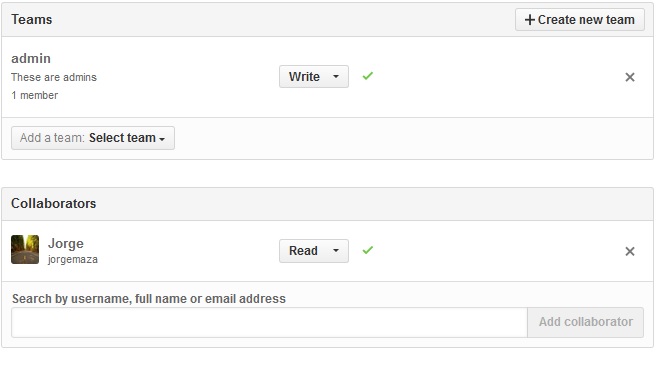 Teams
Create new team
admin
These are admins
Write
1 member
Add a team: Select team
Collaborators
Jorge
Read
jorgemaza
Search by username, full name or email address
Add collaborator